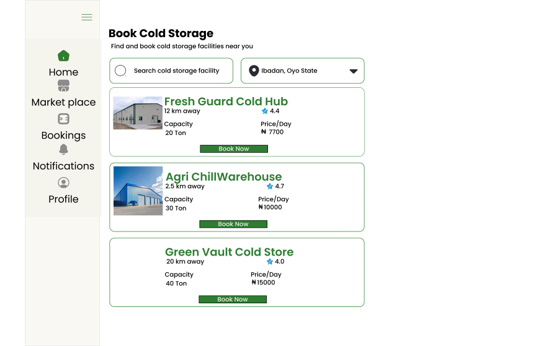 Home
Market place
Bookings
Notifications
Profile
Book Cold Storage
Find and book cold storage facilities near you
Search cold storage facility
Ibadan, Oyo State
Fresh Guard Cold Hub
12 km away 4.4
Capacity Price/Day
20 Ton ₦ 7700
Book Now
Agri ChillWarehouse
2.5 km away 4.7
Capacity Price/Day
30 Ton ₦10000
Book Now
Green Vault Cold Store
20 km away 4.0
Capacity Price/Day
40 Ton ₦15000
Book Now